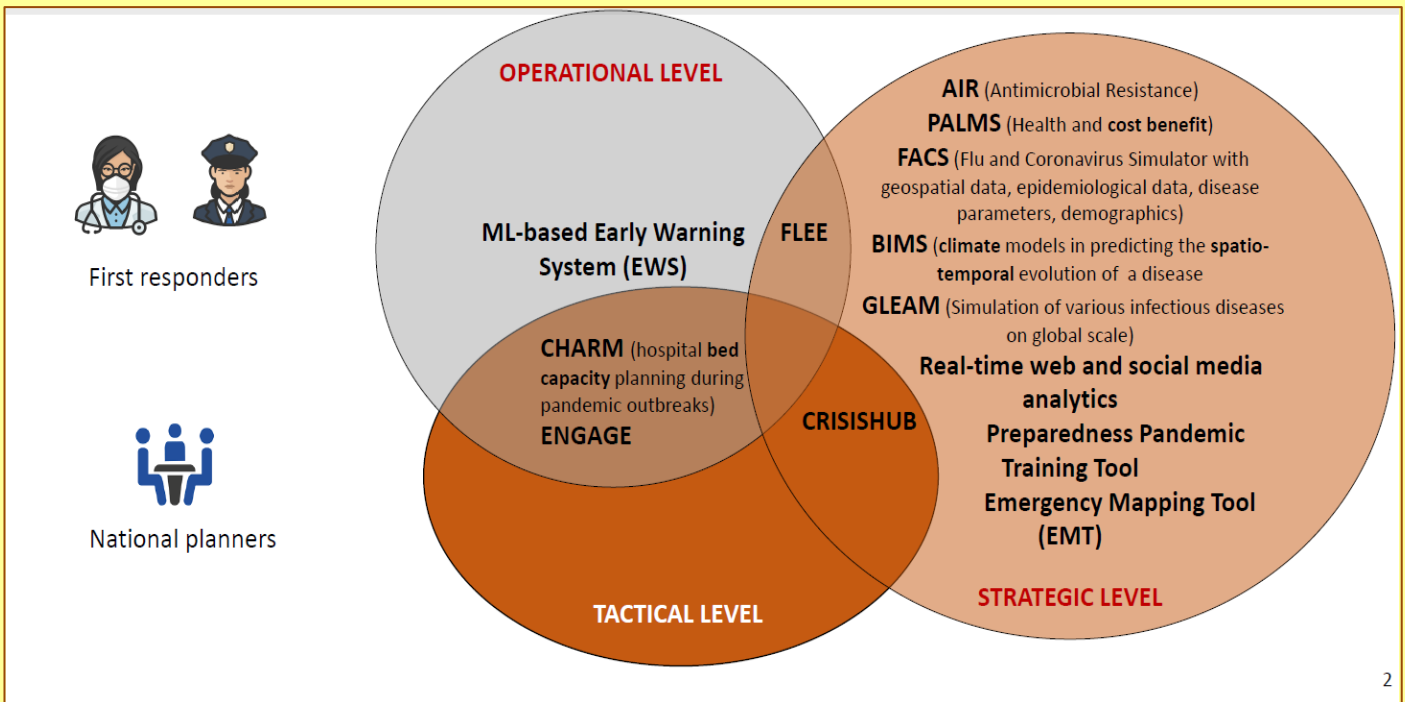 OPERATIONAL LEVEL
ML-based Early Warning
System (EWS)
FLEE
CHARM (hospital bed
capacity planning during
pandemic outbreaks)
ENGAGE
CRISISHUB
TACTICAL LEVEL
AIR (Antimicrobial Resistance)
PALMS (Health and cost benefit)
FACS (Flu and Coronavirus Simulator with
geospatial data, epidemiological data, disease
parameters, demographics)
BIMS (climate models in predicting the spatio-
temporal evolution of a disease
GLEAM (Simulation of various infectious diseases
on global scale)
Real-time web and social media
analytics
Preparedness Pandemic
Training Tool
Emergency Mapping Tool
(EMT)
STRATEGIC LEVEL
First responders
National planners
2